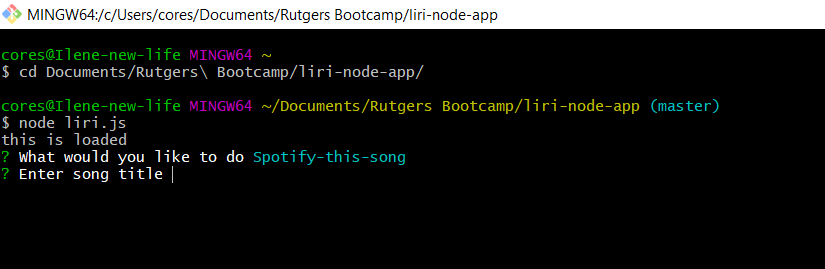 MINGW64:/c/Users/cores/Documents/Rutgers Bootcamp/liri-node-app
cores@Ilene-new-life MINGW64 ~
$ cd Documents/Rutgers\ Bootcamp/liri-node-app/
cores@Ilene-new-life MINGW64 ~/Documents/Rutgers Bootcamp/liri-node-app (master)
$ node liri.js
this is loaded
? What would you like to do Spotify-this-song
? Enter song title